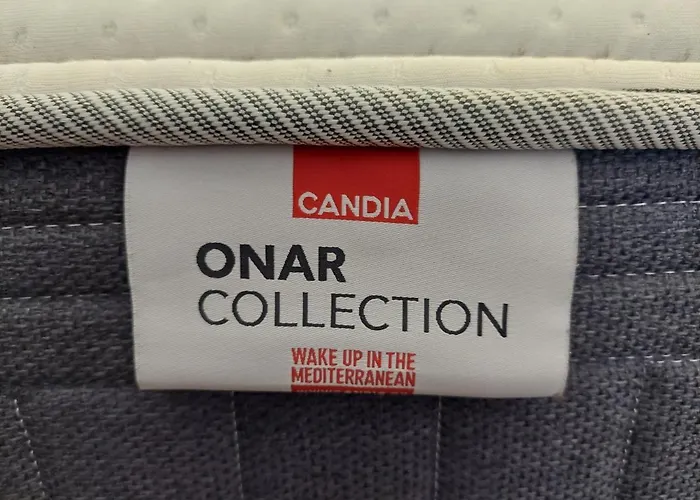 CANDIA
ONAR
COLLECTION
WAKE UP IN THE
MEDITERRANEAN